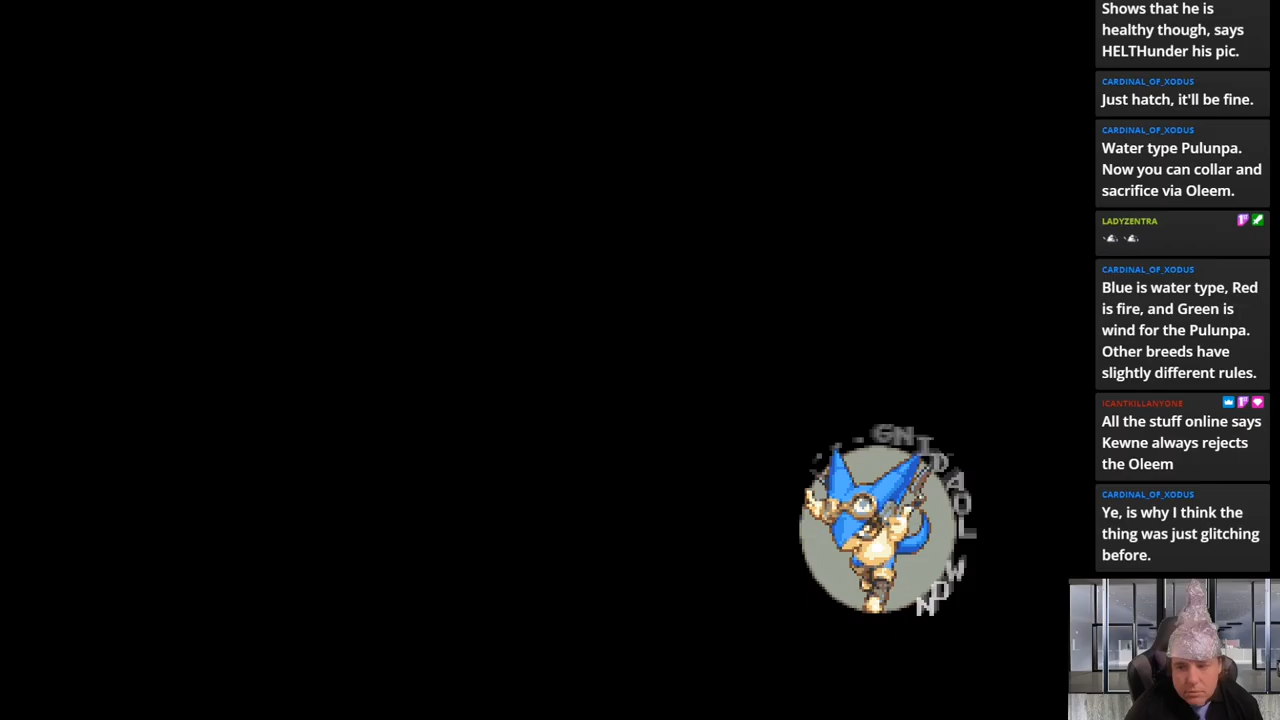 Shows that he is
healthy though, says
HELTHunder his pic.
CARDINAL_OF_XODUS
Just hatch, it'll be fine.
CARDINAL_OF_XODUS
Water type Pulunpa.
Now you can collar and
sacrifice via Oleem.
LADYZENTRA
CARDINAL_OF_XODUS
Blue is water type, Red
is fire, and Green is
wind for the Pulunpa.
Other breeds have
slightly different rules.
ICANTKILLANYONE
All the stuff online says
Kewne always rejects
the Oleem
CARDINAL_OF_XODUS
Ye, is why I think the
thing was just glitching
before.
NOW LOADING